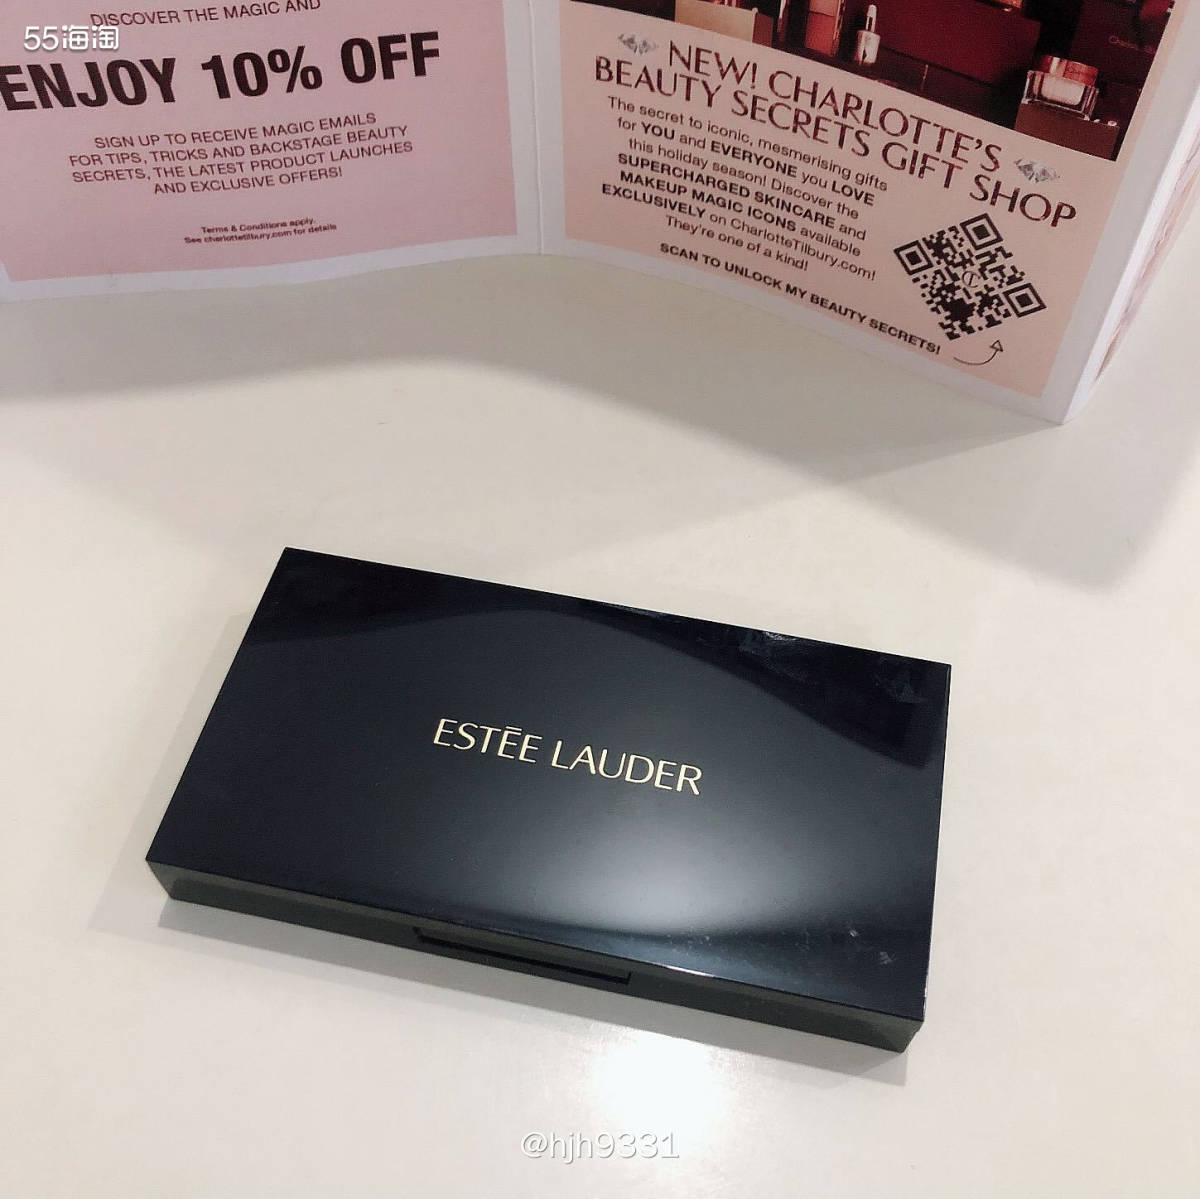 55海淘
DISCOVER THE MAGIC AND
ENJOY 10% OFF
SIGN UP TO RECEIVE MAGIC EMAILS
FOR TIPS, TRICKS AND BACKSTAGE BEAUTY
SECRETS, THE LATEST PRODUCT LAUNCHES
AND EXCLUSIVE OFFERS!
Terms & Conditions apply.
See charlottetilbury.com for details
NEW! CHARLOTTE'S
BEAUTY SECRETS GIFT SHOP
The secret to iconic, mesmerising gifts
for YOU and EVERYONE you LOVE
this holiday season! Discover the
SUPERCHARGED SKINCARE and
MAKEUP MAGIC ICONS available
EXCLUSIVELY on CharlotteTilbury.com!
They're one of a kind!
SCAN TO UNLOCK MY BEAUTY SECRETS!
ESTĒE LAUDER
@hjh9331